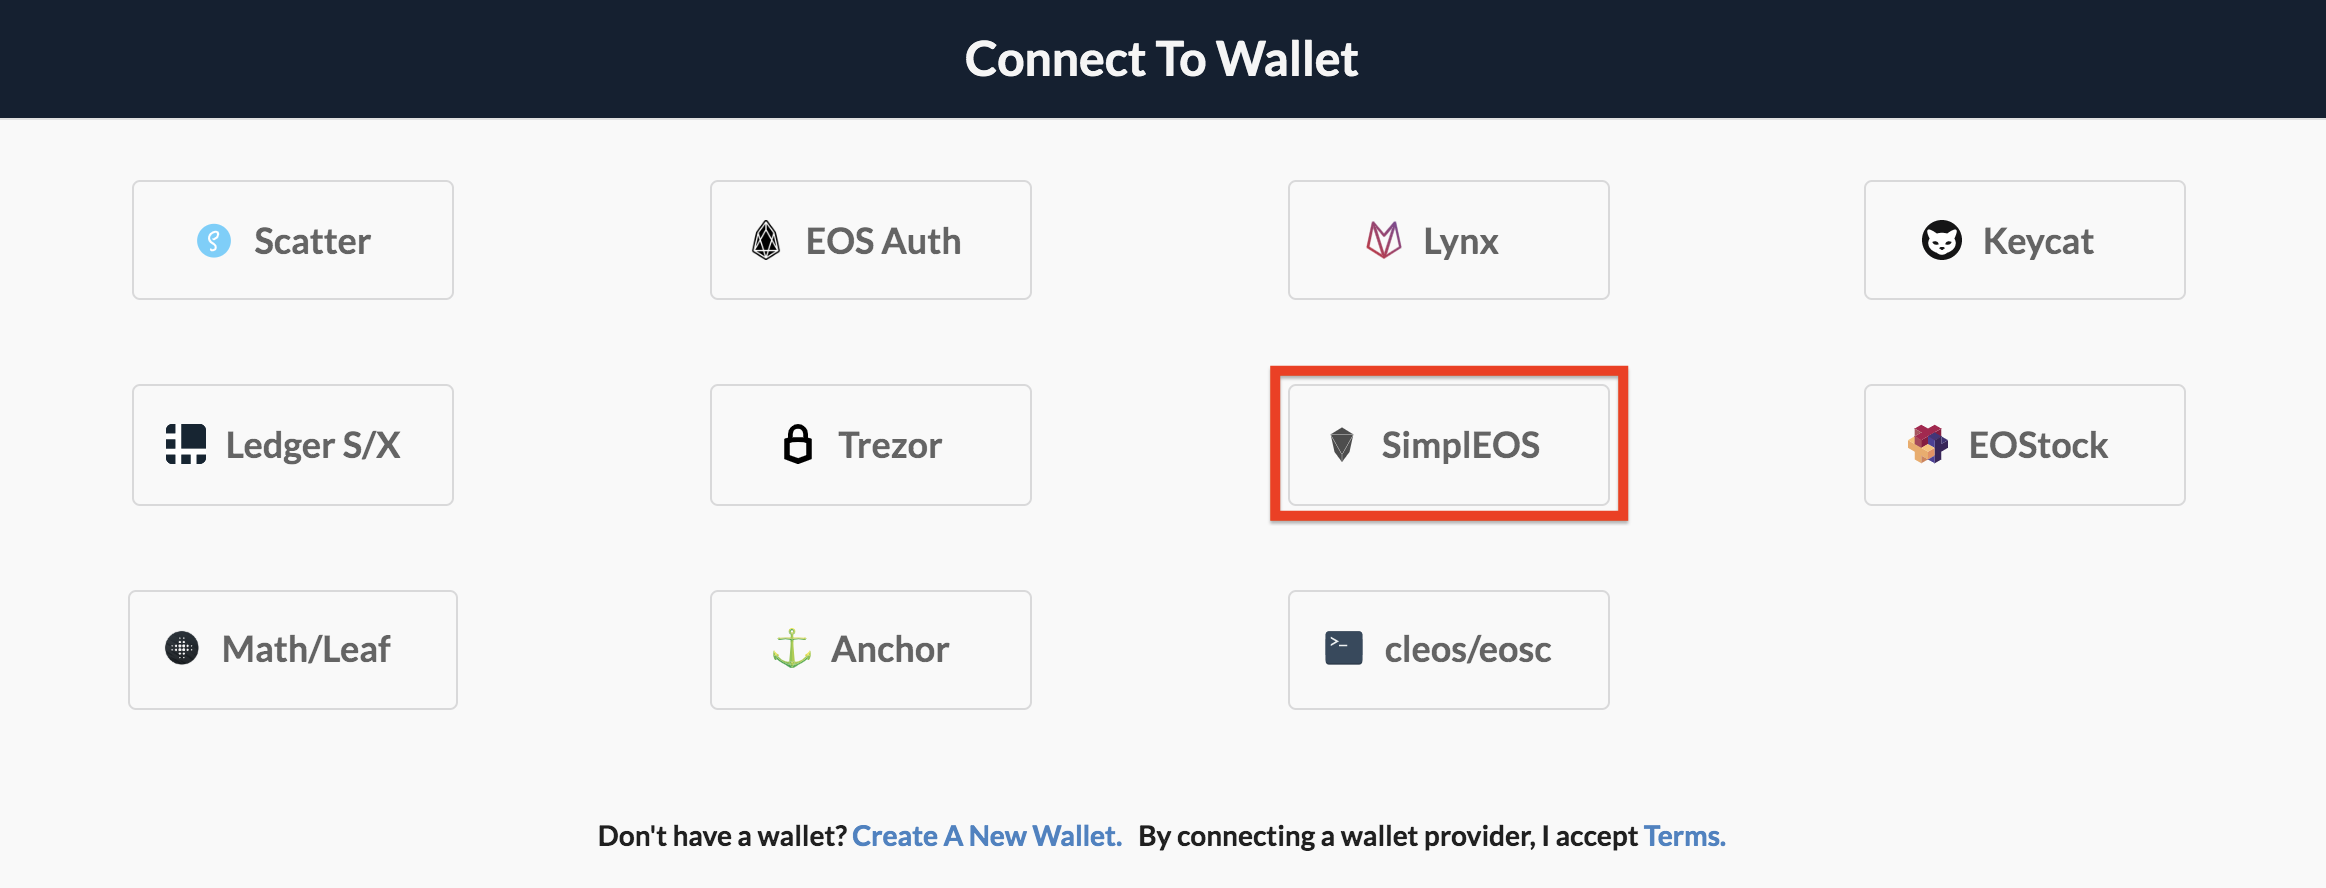 Connect To Wallet
Scatter
EOS Auth
Lynx
Keycat
Ledger S/X
Trezor
SimplEOS
EOStock
Math/Leaf
Anchor
>_ cleos/eosc
Don't have a wallet? Create A New Wallet. By connecting a wallet provider, I accept Terms.